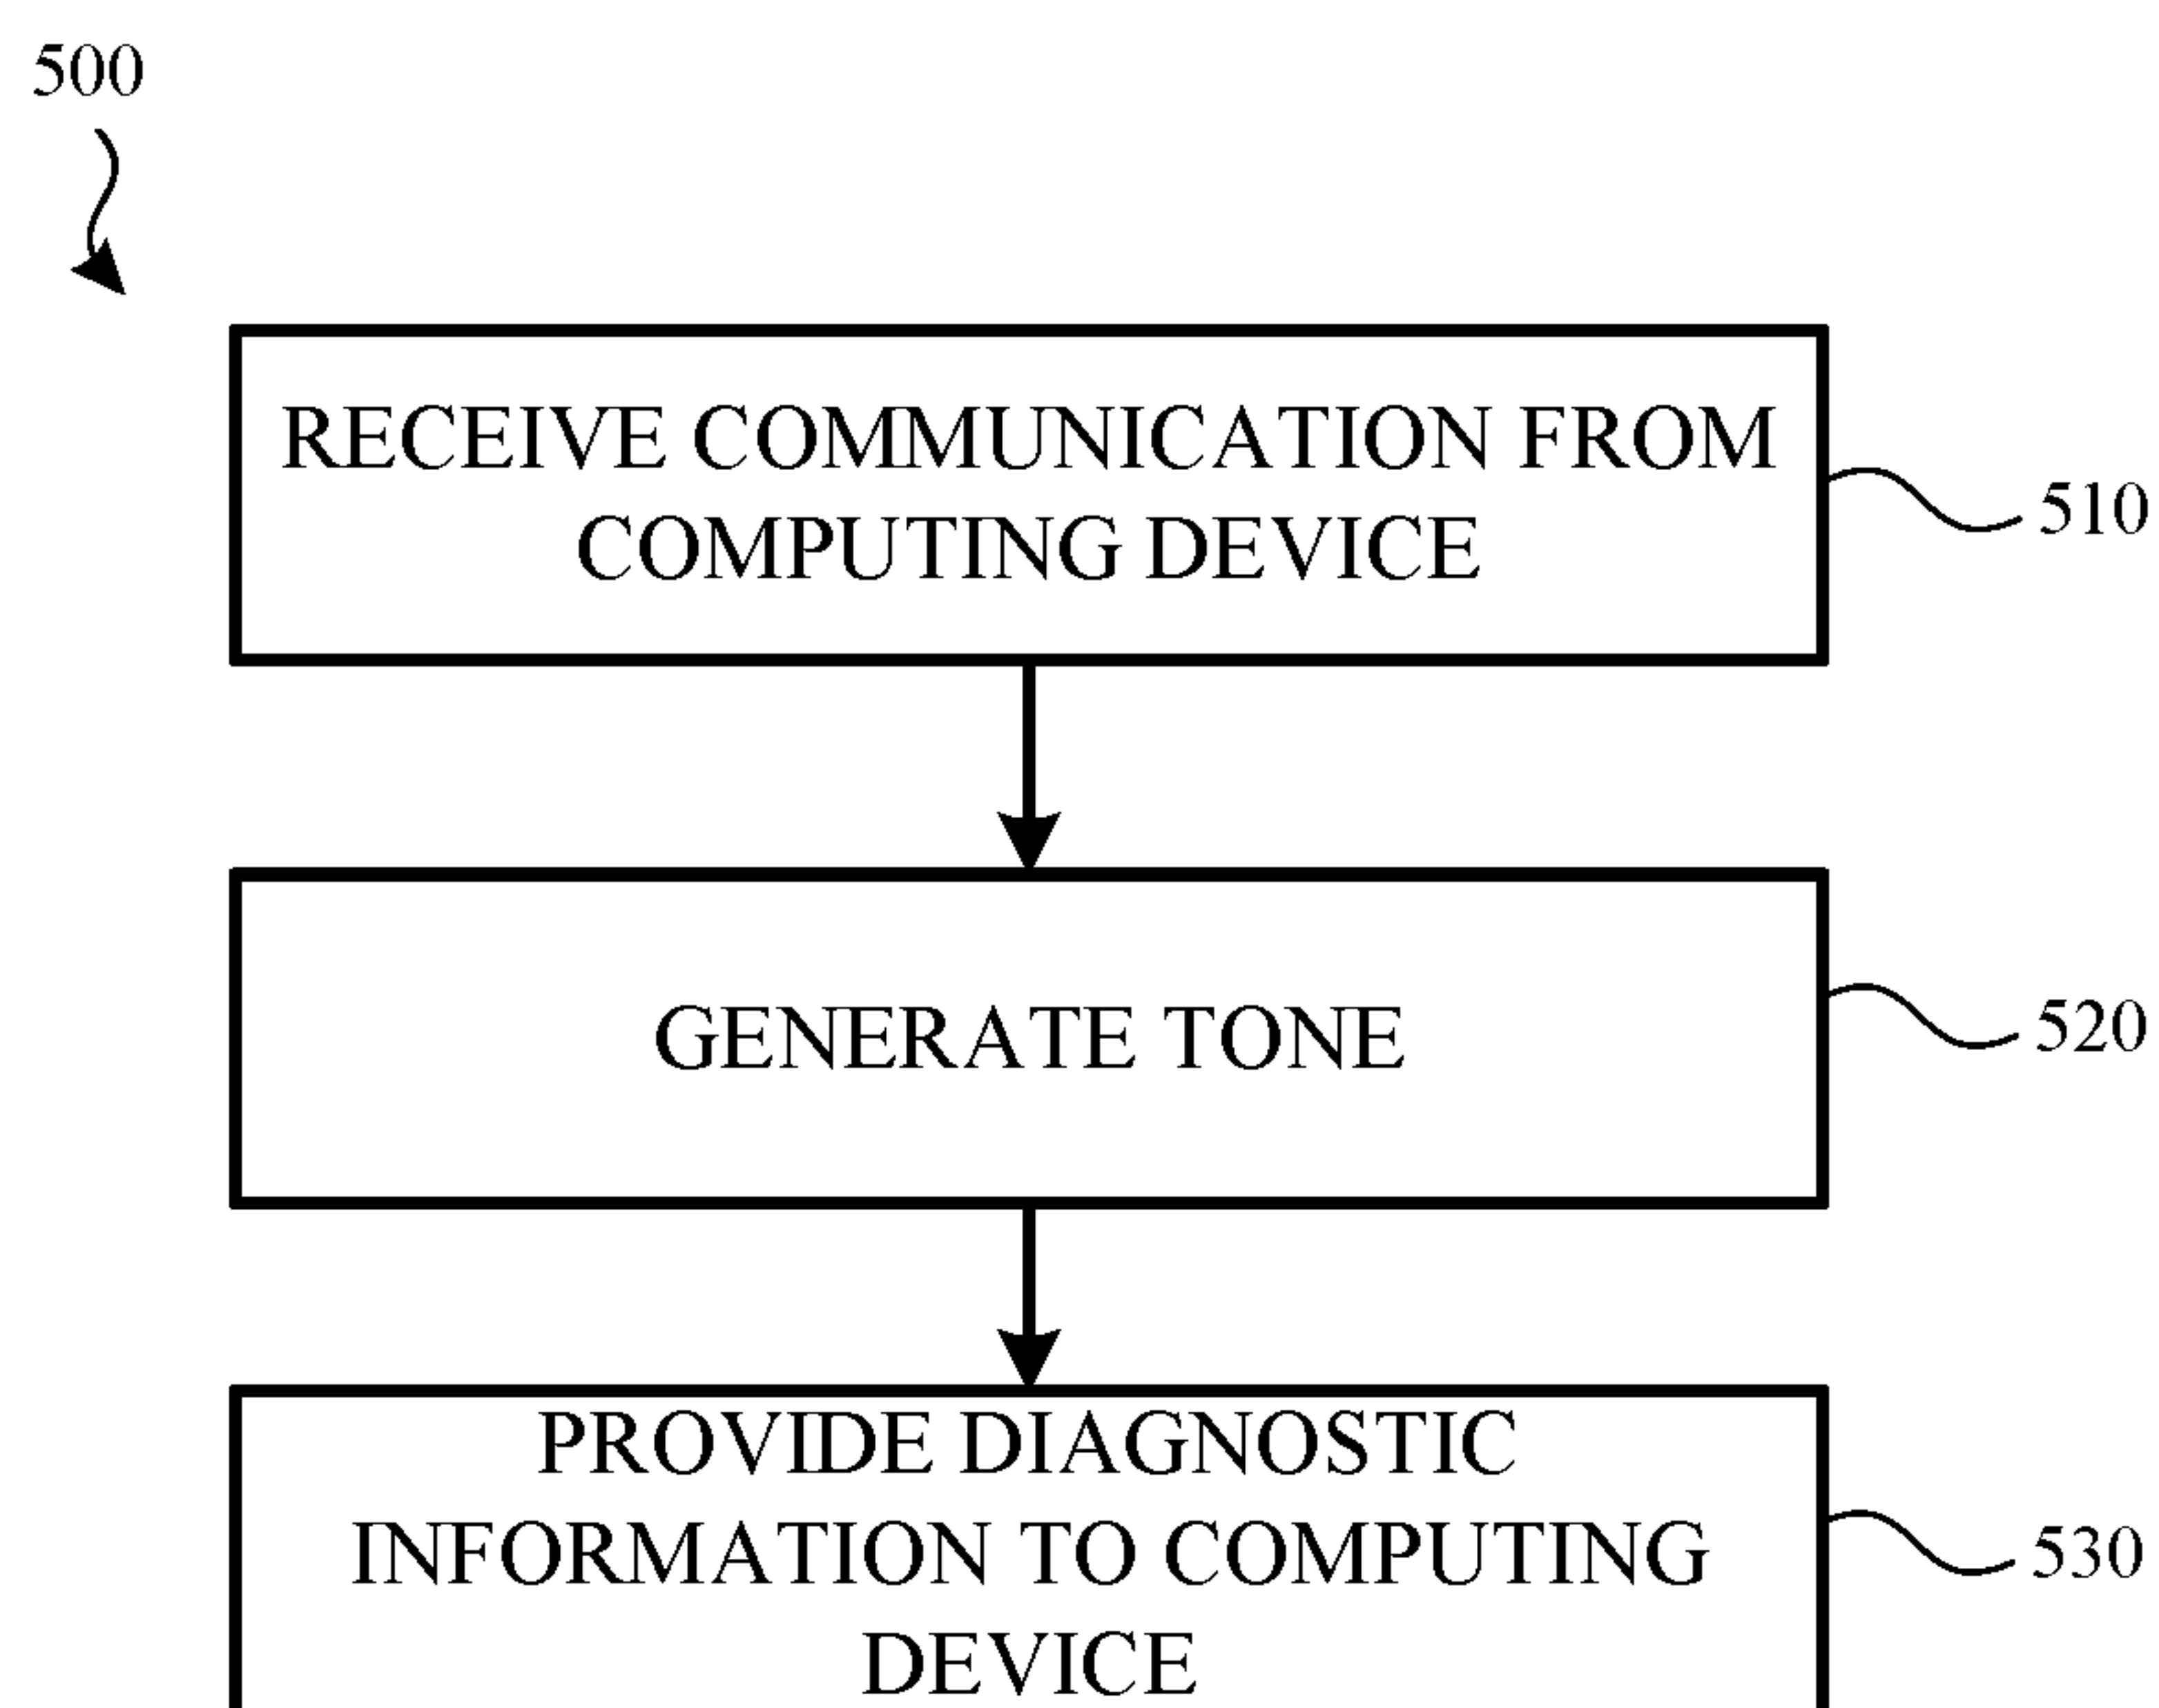 500
RECEIVE COMMUNICATION FROM
COMPUTING DEVICE
510
GENERATE TONE
520
PROVIDE DIAGNOSTIC
INFORMATION TO COMPUTING
DEVICE
530